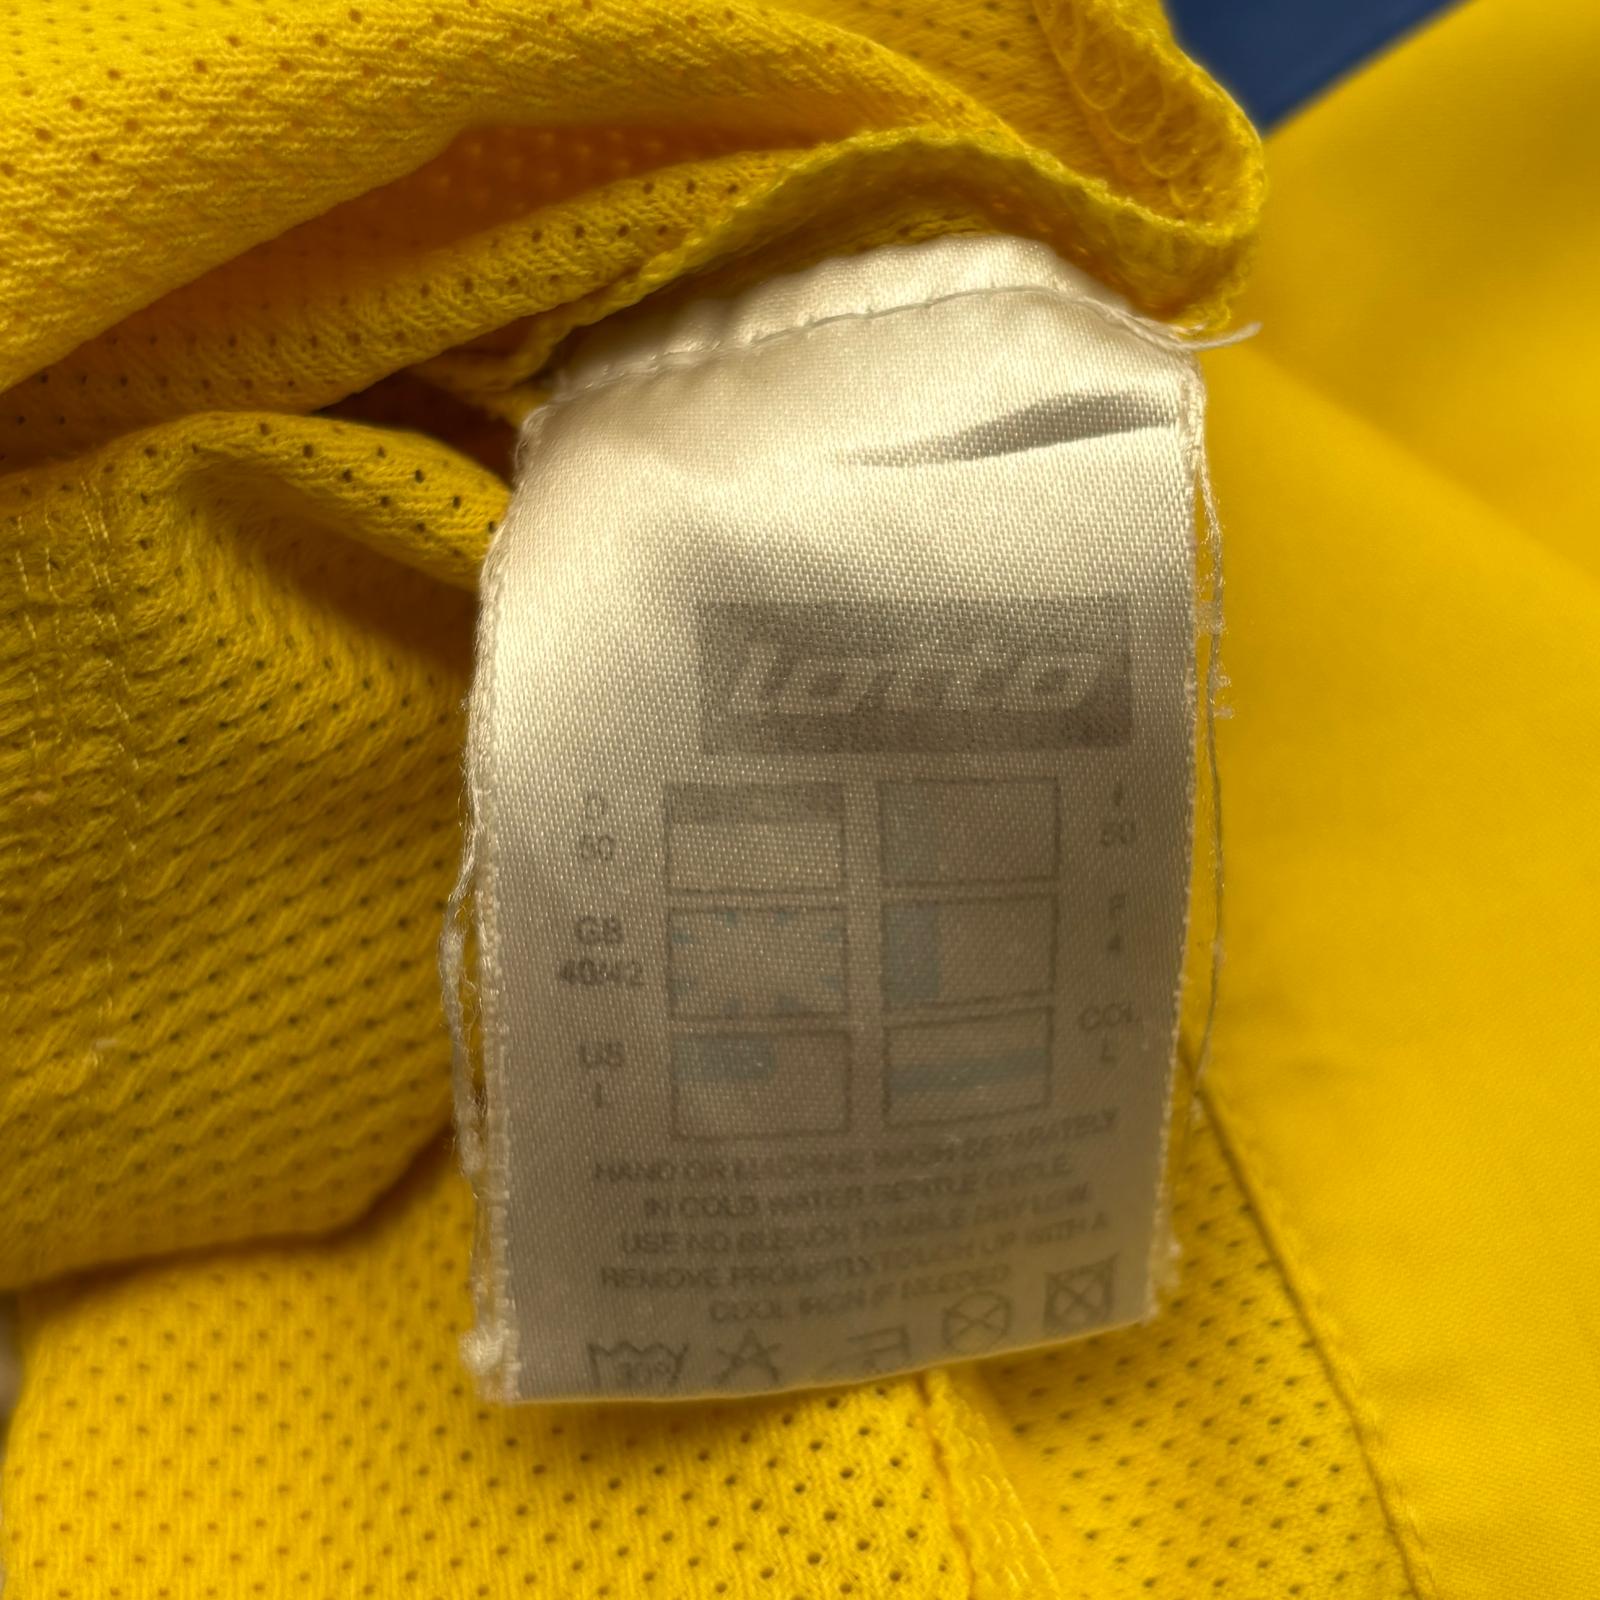 lotto
D
GB
40/42
US
L
I
50
F
4
COL
L
HAND OR MACHINE WASH SEPARATELY
IN COLD WATER GENTLE CYCLE
USE NO BLEACH TUMBLE DRY LOW
REMOVE PROMPTLY TOUCH UP WITH A
COOL IRON IF NEEDED
30°